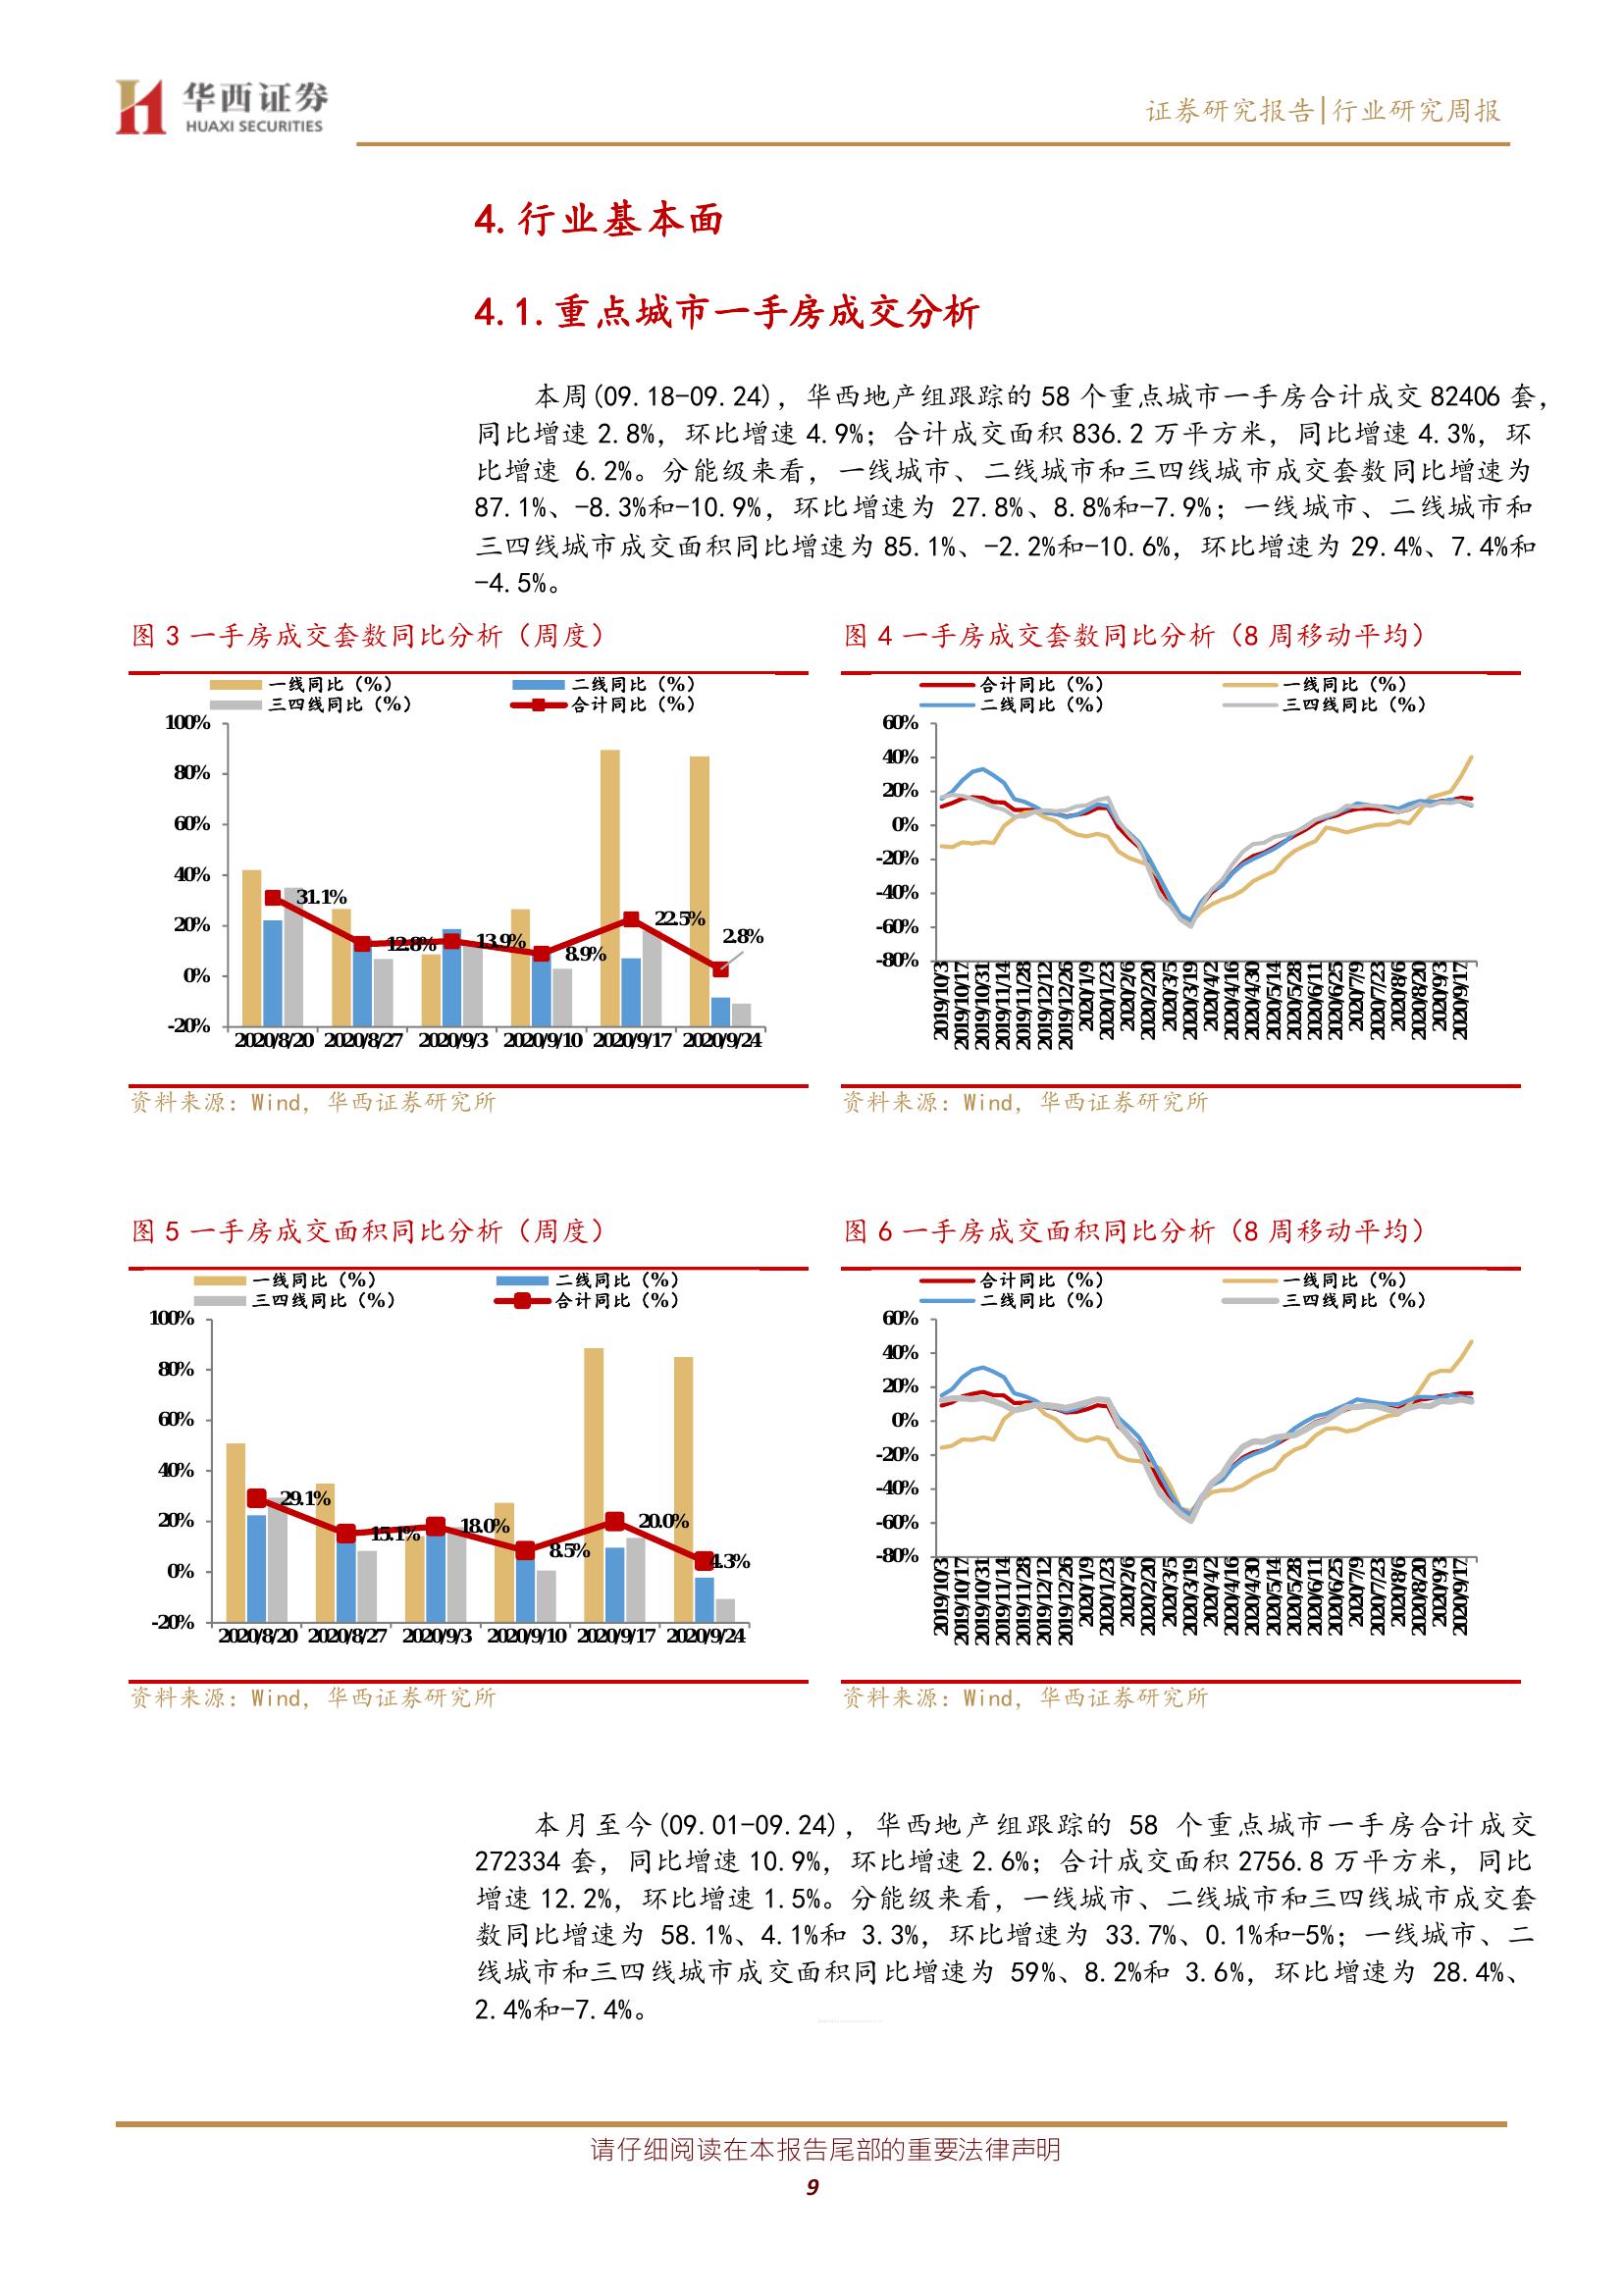 华西证券
HUAXI SECURITIES
证券研究报告|行业研究周报
4.行业基本面
4.1.重点城市一手房成交分析
本周(09.18-09.24)，华西地产组跟踪的 58 个重点城市一手房合计成交 82406 套，
同比增速 2.8%，环比增速 4.9%；合计成交面积 836.2 万平方米，同比增速 4.3%，环
比增速 6.2%。分能级来看，一线城市、二线城市和三四线城市成交套数同比增速为
87.1%、-8.3%和-10.9%，环比增速为 27.8%、8.8%和-7.9%；一线城市、二线城市和
三四线城市成交面积同比增速为 85.1%、-2.2%和-10.6%，环比增速为 29.4%、7.4%和
-4.5%。
图 3 一手房成交套数同比分析（周度）
一线同比（%）
二线同比（%）
三四线同比（%）
合计同比（%）
100%
80%
60%
40%
20%
0%
-20%
31.1%
12.8%
13.9%
8.9%
22.5%
2.8%
2020/8/20 2020/8/27 2020/9/3 2020/9/10 2020/9/17 2020/9/24
资料来源：Wind，华西证券研究所
图 4 一手房成交套数同比分析（8 周移动平均）
合计同比（%）
一线同比（%）
二线同比（%）
三四线同比（%）
60%
40%
20%
0%
-20%
-40%
-60%
-80%
2019/10/3
2019/10/17
2019/10/31
2019/11/14
2019/11/28
2019/12/12
2019/12/26
2020/1/9
2020/1/23
2020/2/6
2020/2/20
2020/3/5
2020/3/19
2020/4/2
2020/4/16
2020/4/30
2020/5/14
2020/5/28
2020/6/11
2020/6/25
2020/7/9
2020/7/23
2020/8/6
2020/8/20
2020/9/3
2020/9/17
资料来源：Wind，华西证券研究所
图 5 一手房成交面积同比分析（周度）
一线同比（%）
二线同比（%）
三四线同比（%）
合计同比（%）
100%
80%
60%
40%
20%
0%
-20%
29.1%
15.1%
18.0%
8.5%
20.0%
4.3%
2020/8/20 2020/8/27 2020/9/3 2020/9/10 2020/9/17 2020/9/24
资料来源：Wind，华西证券研究所
图 6 一手房成交面积同比分析（8 周移动平均）
合计同比（%）
一线同比（%）
二线同比（%）
三四线同比（%）
60%
40%
20%
0%
-20%
-40%
-60%
-80%
2019/10/3
2019/10/17
2019/10/31
2019/11/14
2019/11/28
2019/12/12
2019/12/26
2020/1/9
2020/1/23
2020/2/6
2020/2/20
2020/3/5
2020/3/19
2020/4/2
2020/4/16
2020/4/30
2020/5/14
2020/5/28
2020/6/11
2020/6/25
2020/7/9
2020/7/23
2020/8/6
2020/8/20
2020/9/3
2020/9/17
资料来源：Wind，华西证券研究所
本月至今(09.01-09.24)，华西地产组跟踪的 58 个重点城市一手房合计成交
272334 套，同比增速 10.9%，环比增速 2.6%；合计成交面积 2756.8 万平方米，同比
增速 12.2%，环比增速 1.5%。分能级来看，一线城市、二线城市和三四线城市成交套
数同比增速为 58.1%、4.1%和 3.3%，环比增速为 33.7%、0.1%和-5%；一线城市、二
线城市和三四线城市成交面积同比增速为 59%、8.2%和 3.6%，环比增速为 28.4%、
2.4%和-7.4%。
请仔细阅读在本报告尾部的重要法律声明
9